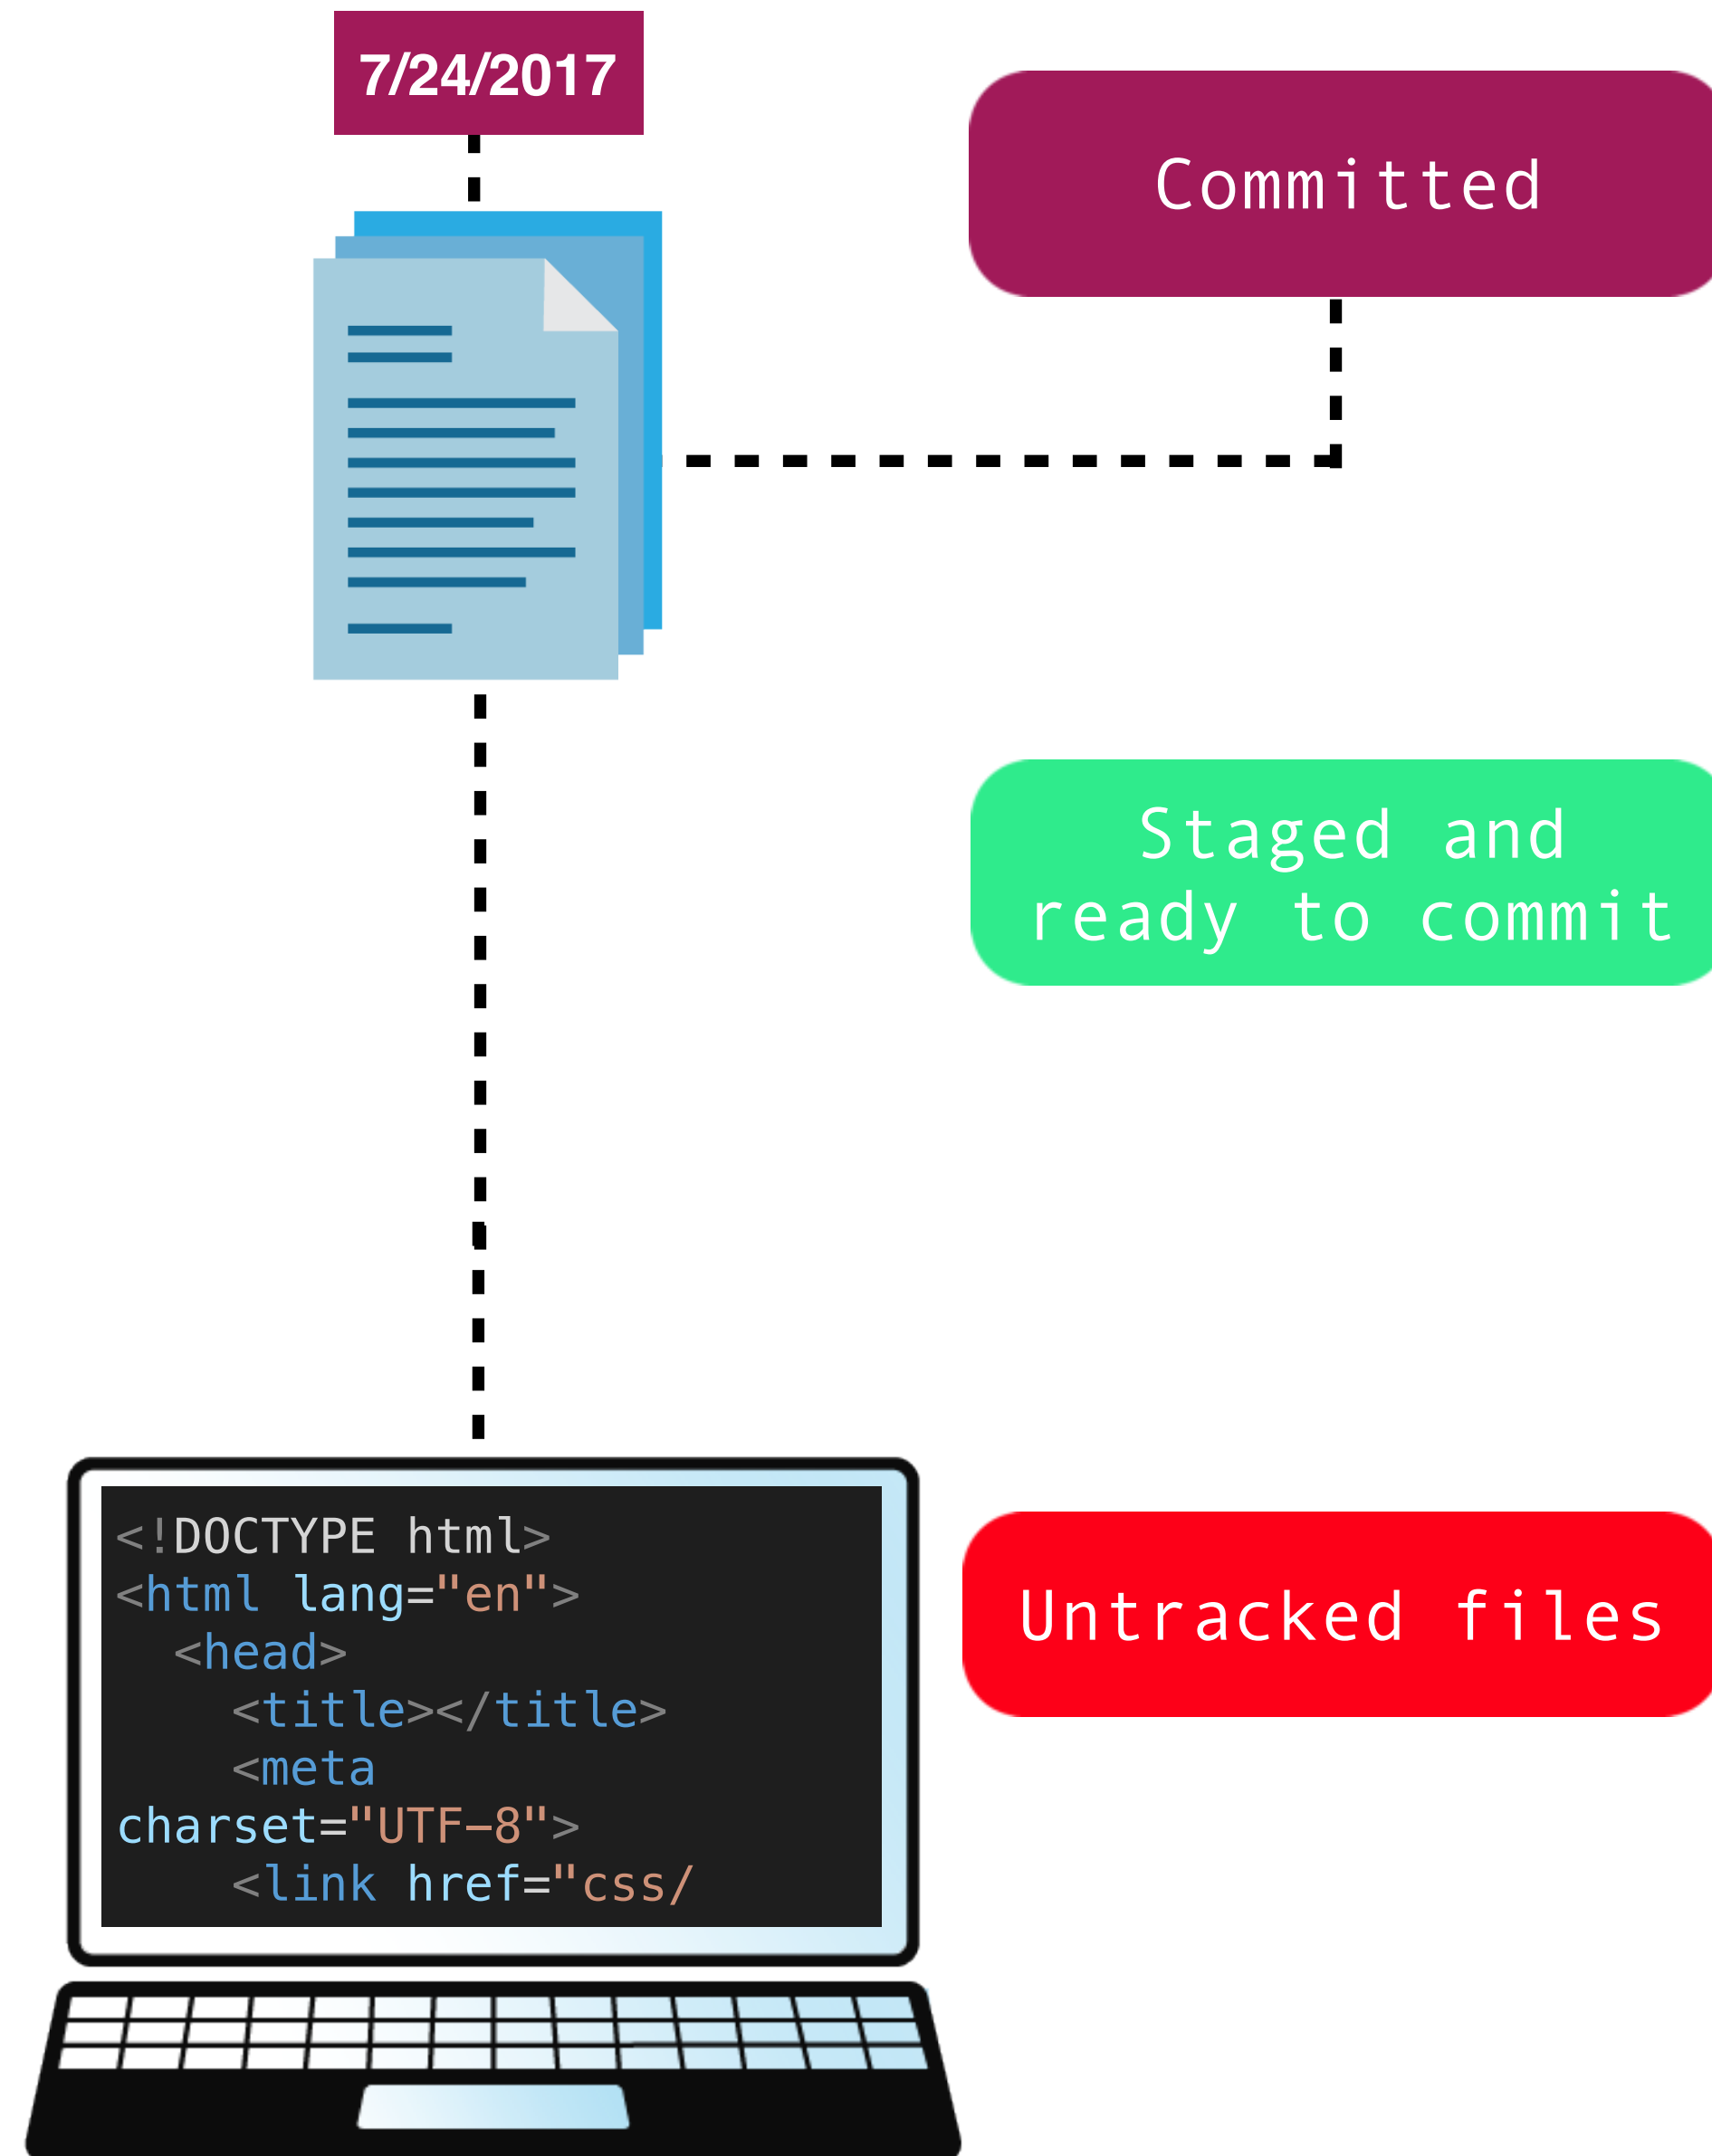 7/24/2017
Committed
Staged and
ready to commit
Untracked files
<!DOCTYPE html>
<html lang="en">
  <head>
    <title></title>
    <meta
charset="UTF-8">
    <link href="css/